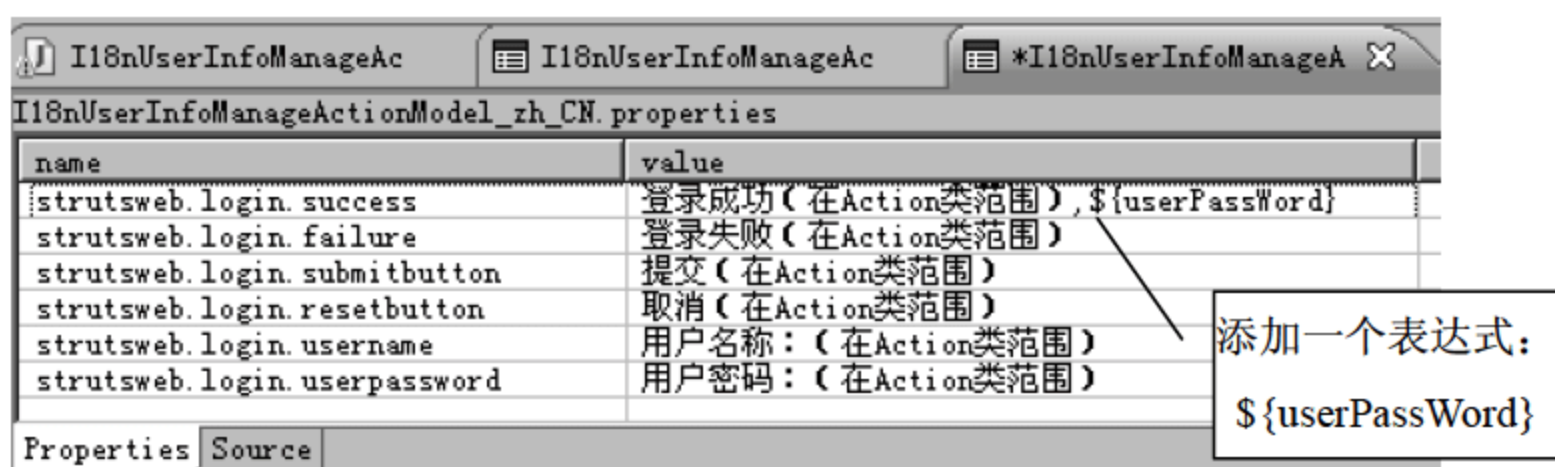 I18nUserInfoManageAc I18nUserInfoManageAc *I18nUserInfoManageA
I18nUserInfoManageActionModel_zh_CN.properties
name value
strutsweb.login.success 登录成功(在Action类范围),${userPassWord}
strutsweb.login.failure 登录失败(在Action类范围)
strutsweb.login.submitbutton 提交(在Action类范围)
strutsweb.login.resetbutton 取消(在Action类范围)
strutsweb.login.username 用户名称:(在Action类范围)
strutsweb.login.userpassword 用户密码:(在Action类范围)
添加一个表达式:
${userPassWord}
Properties Source